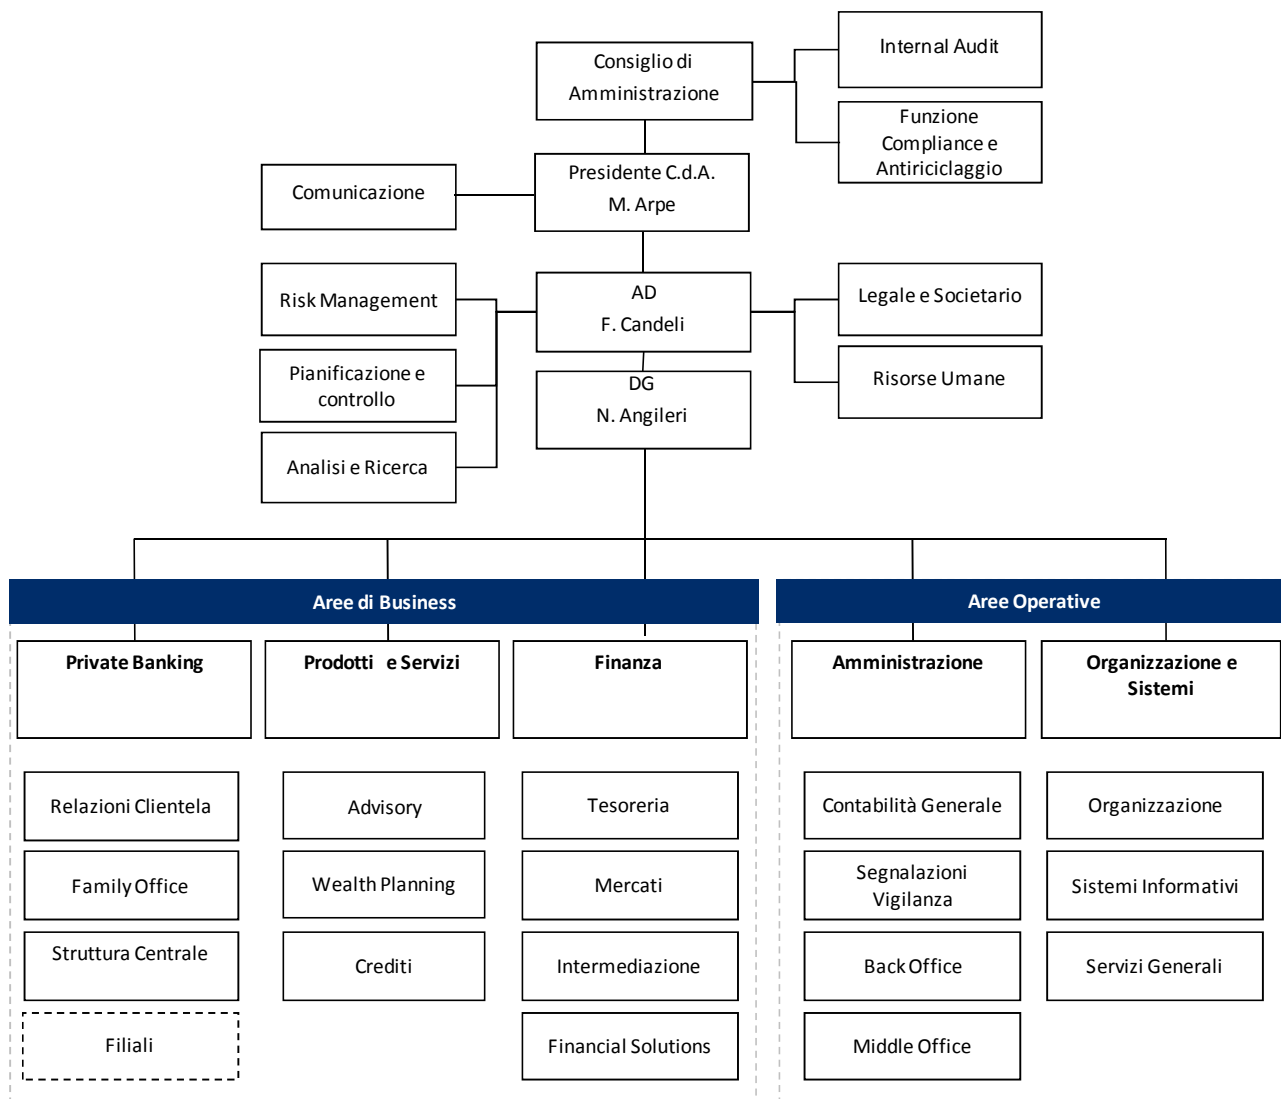 Consiglio di
Amministrazione
Internal Audit
Funzione
Compliance e
Antiriciclaggio
Presidente C.d.A.
M. Arpe
Comunicazione
AD
F. Candeli
Risk Management
Pianificazione e
controllo
Analisi e Ricerca
Legale e Societario
Risorse Umane
DG
N. Angileri
Aree di Business
Aree Operative
Private Banking
Prodotti e Servizi
Finanza
Amministrazione
Organizzazione e
Sistemi
Relazioni Clientela
Advisory
Tesoreria
Contabilità Generale
Organizzazione
Family Office
Wealth Planning
Mercati
Segnalazioni
Vigilanza
Sistemi Informativi
Struttura Centrale
Crediti
Intermediazione
Back Office
Servizi Generali
Filiali
Financial Solutions
Middle Office